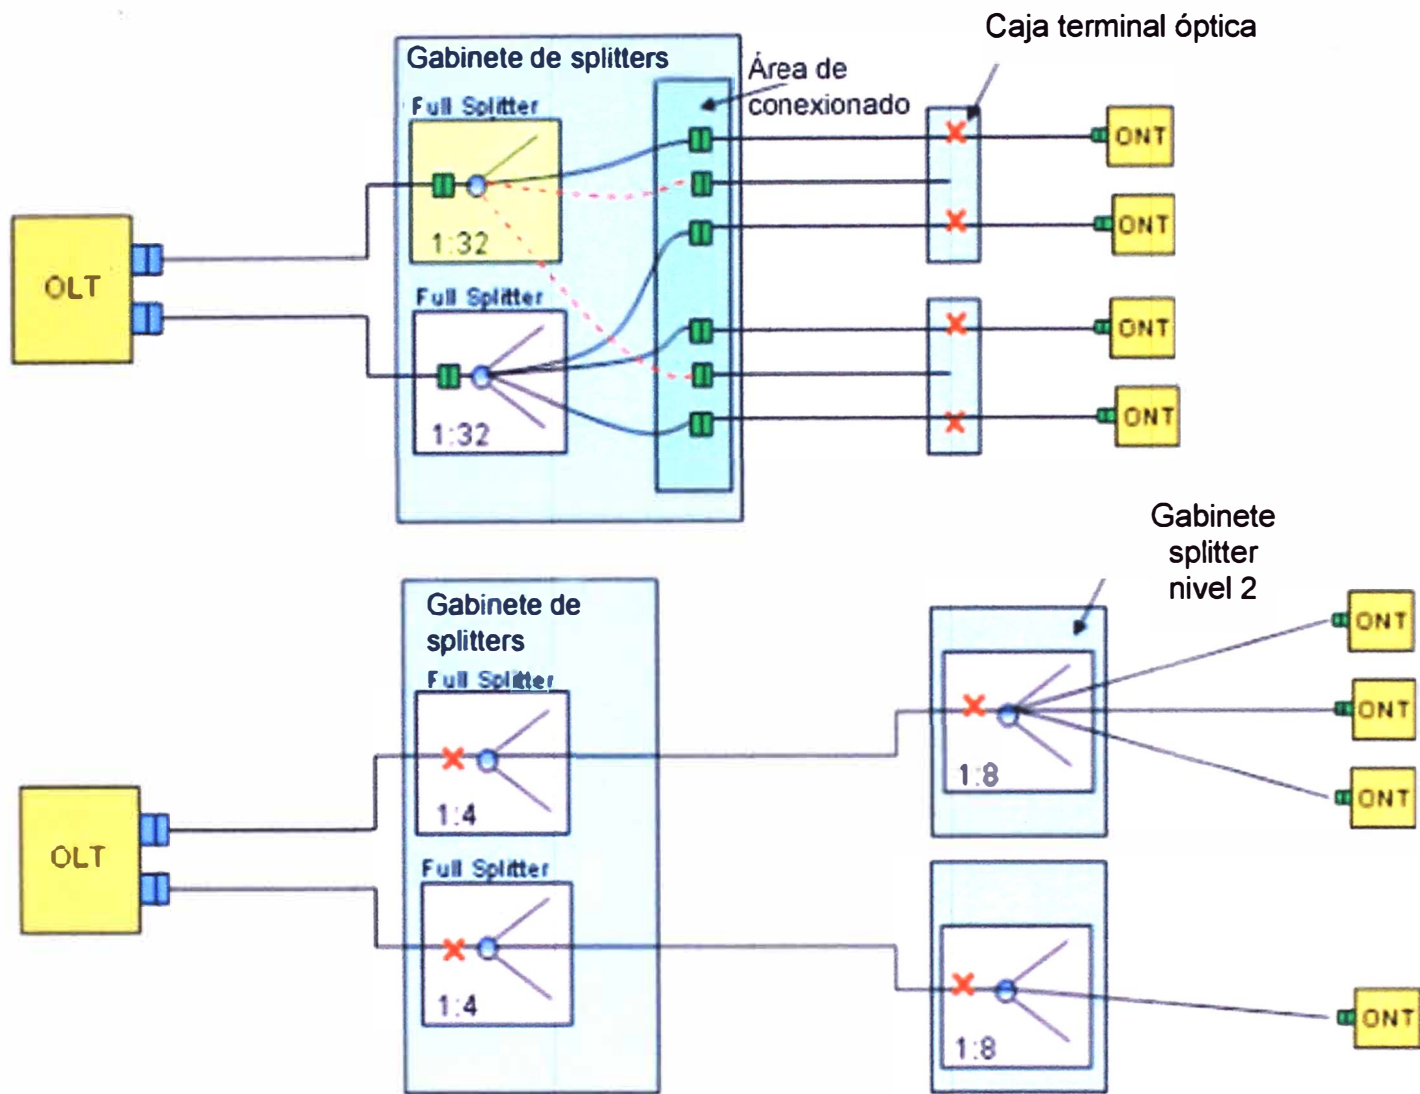 Caja terminal óptica
Gabinete de splitters
Área de
conexionado
Full Splitter
1:32
OLT
Full Splitter
1:32
ONT
ONT
ONT
ONT
Gabinete
splitter
nivel 2
Gabinete de
splitters
Full Splitter
1:4
OLT
Full Splitter
1:4
1:8
1:8
ONT
ONT
ONT
ONT